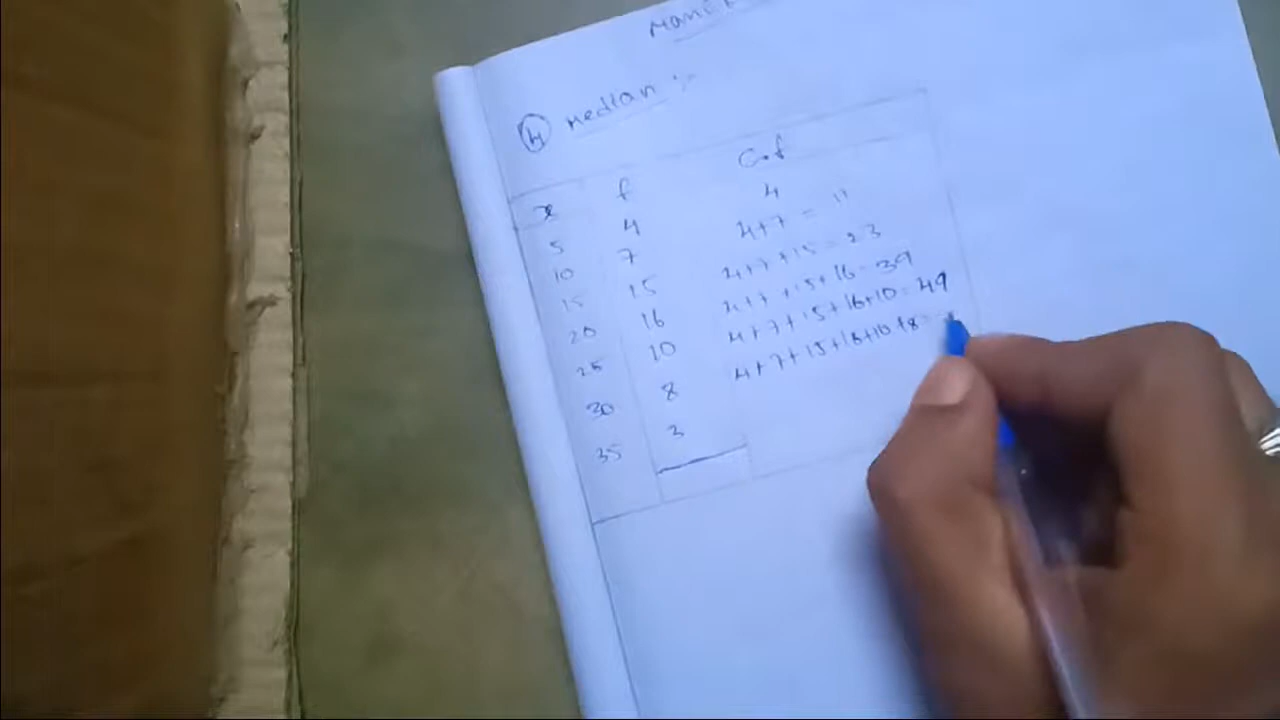 ④ Median :-
x f C.f
5 4 4
10 7 4+7 = 11
15 15 4+7+15 = 23
20 16 4+7+15+16 = 39
25 10 4+7+15+16+10 = 49
30 8 4+7+15+16+10+8 =
35 3